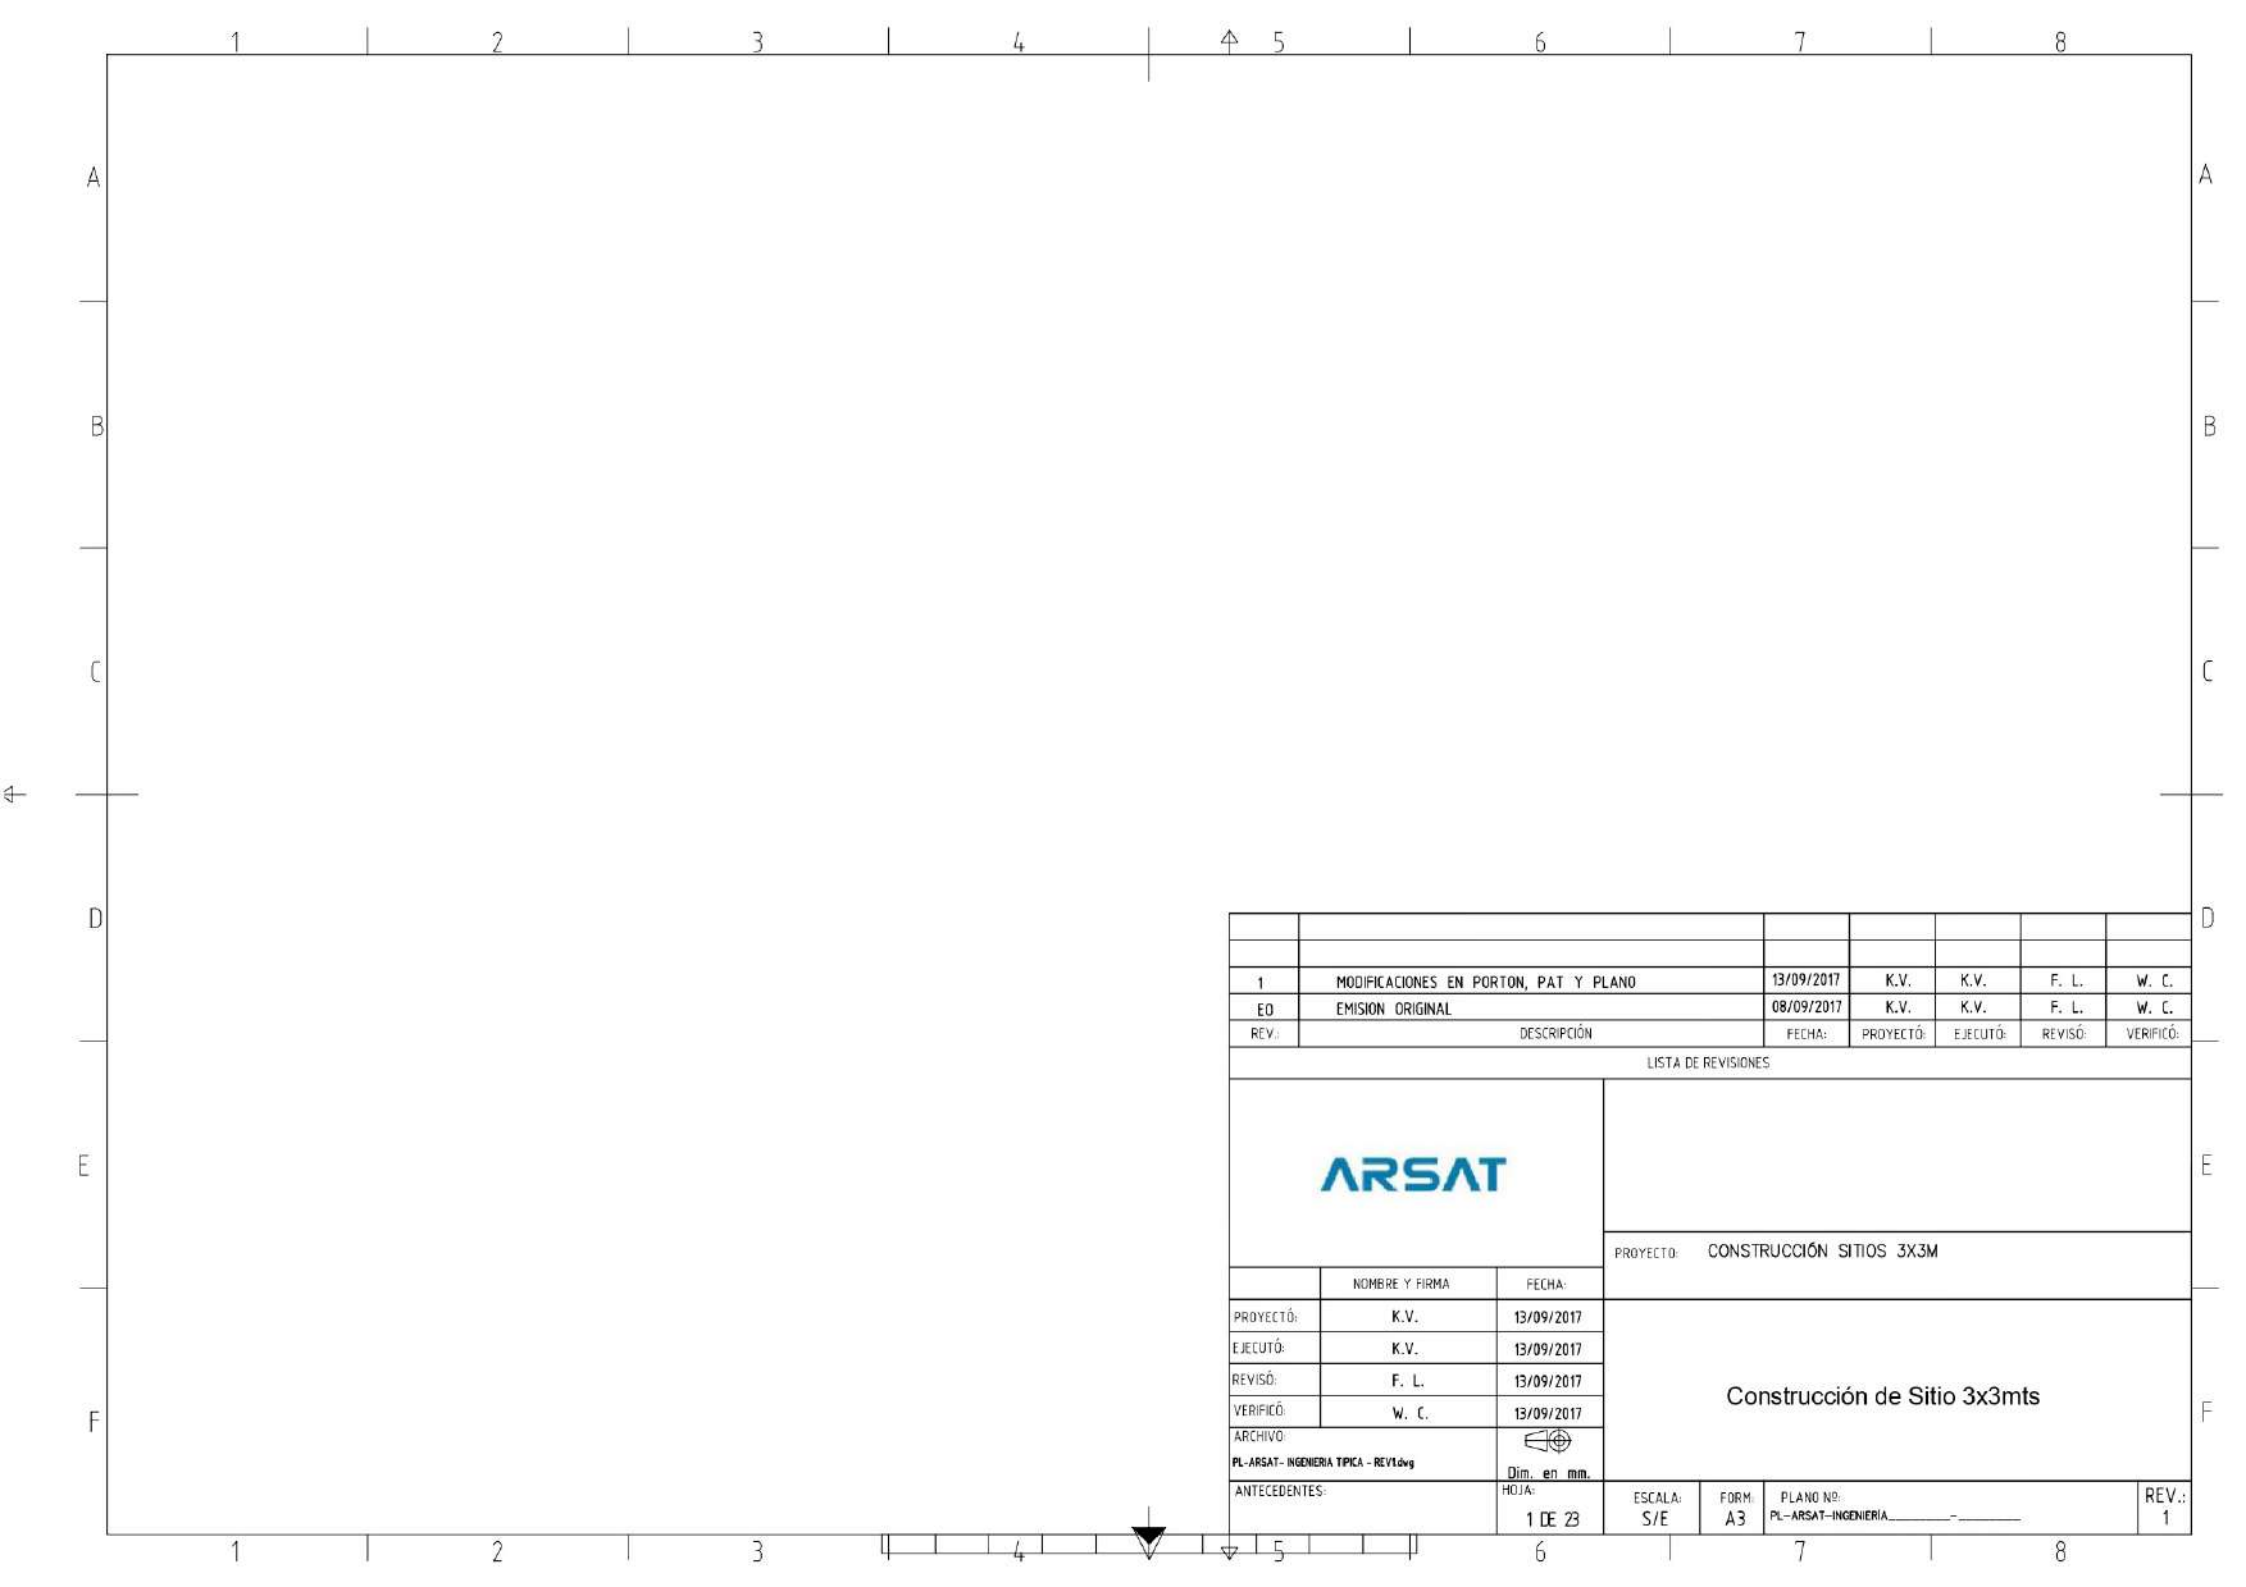 1 2 3 4 5 6 7 8
A A
B B
C C
D D
E E
F F
1 MODIFICACIONES EN PORTON, PAT Y PLANO 13/09/2017 K.V. K.V. F. L. W. C.
E0 EMISION ORIGINAL 08/09/2017 K.V. K.V. F. L. W. C.
REV.: DESCRIPCIÓN FECHA: PROYECTÓ: EJECUTÓ: REVISÓ: VERIFICÓ:
LISTA DE REVISIONES
ARSAT
PROYECTO: CONSTRUCCIÓN SITIOS 3X3M
NOMBRE Y FIRMA FECHA:
PROYECTÓ: K.V. 13/09/2017
EJECUTÓ: K.V. 13/09/2017
REVISÓ: F. L. 13/09/2017
VERIFICÓ: W. C. 13/09/2017
Construcción de Sitio 3x3mts
ARCHIVO:
PL-ARSAT- INGENIERIA TIPICA - REV1.dwg
Dim. en mm.
ANTECEDENTES:
HOJA:
1 DE 23
ESCALA:
S/E
FORM:
A3
PLANO Nº:
PL-ARSAT-INGENIERÍA_________-_________
REV.:
1
1 2 3 4 5 6 7 8